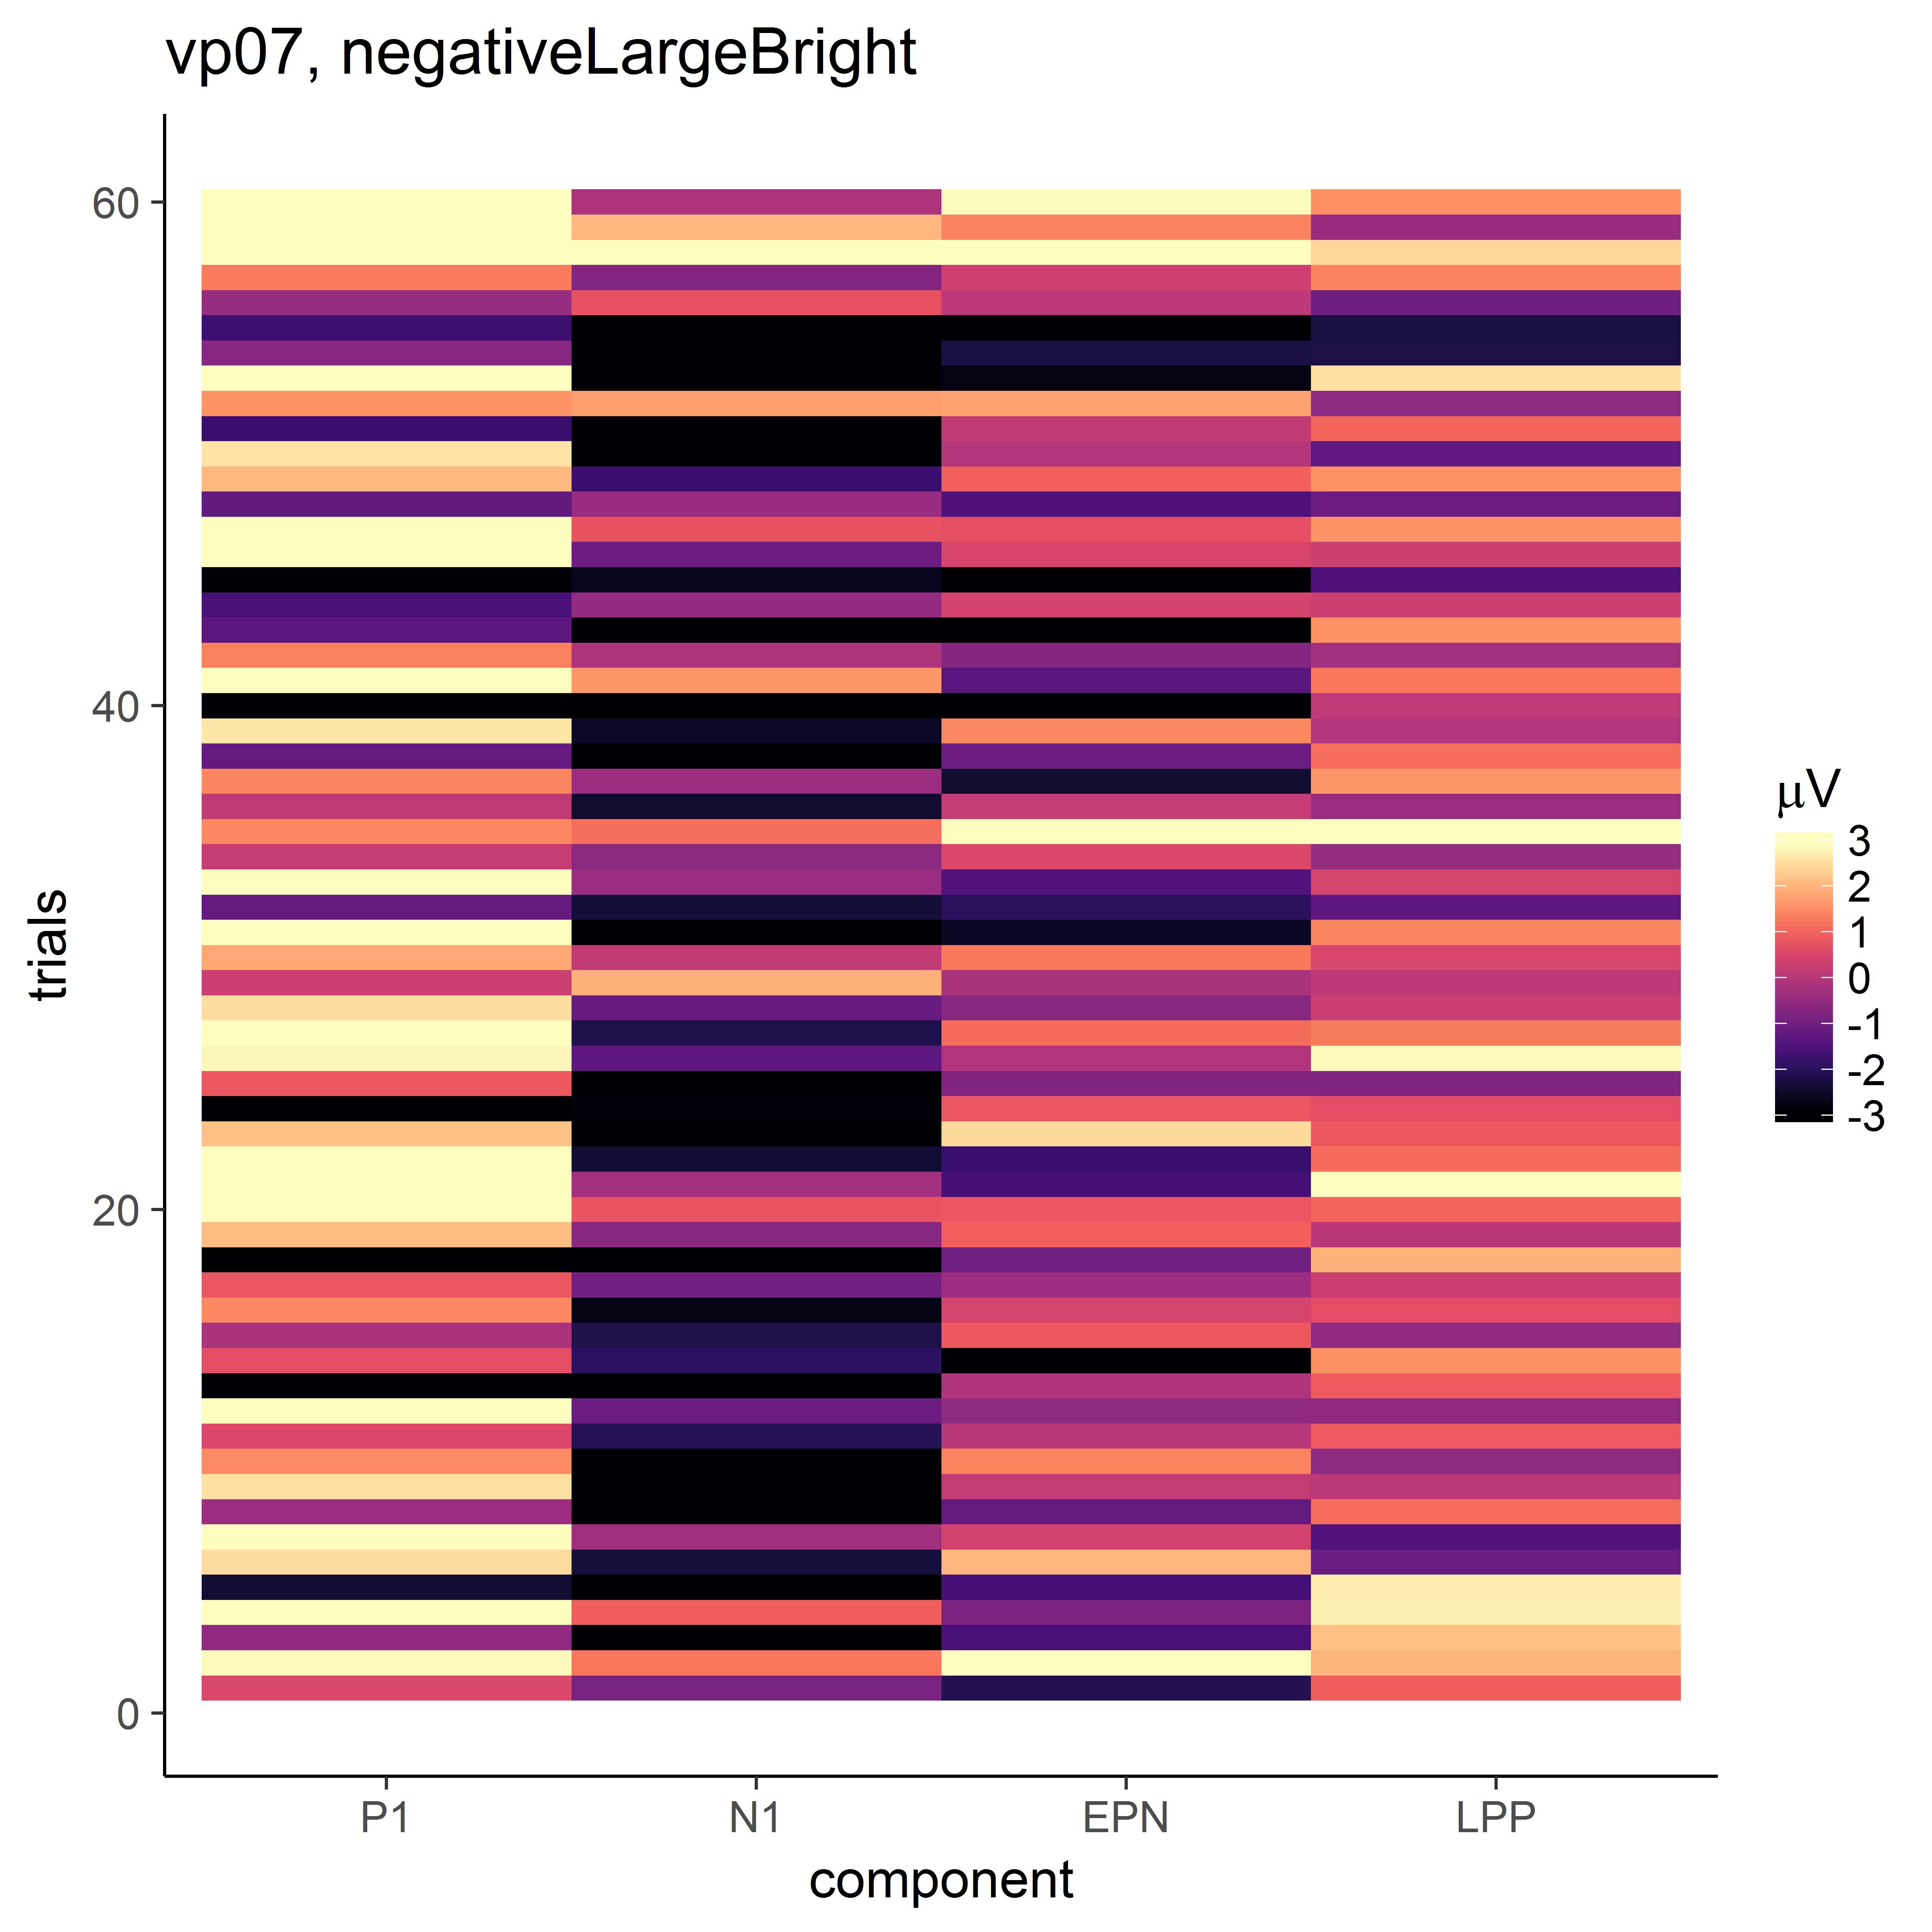 vp07, negativeLargeBright
60
40
20
0
trials
P1 N1 EPN LPP
component
μV
3
2
1
0
-1
-2
-3